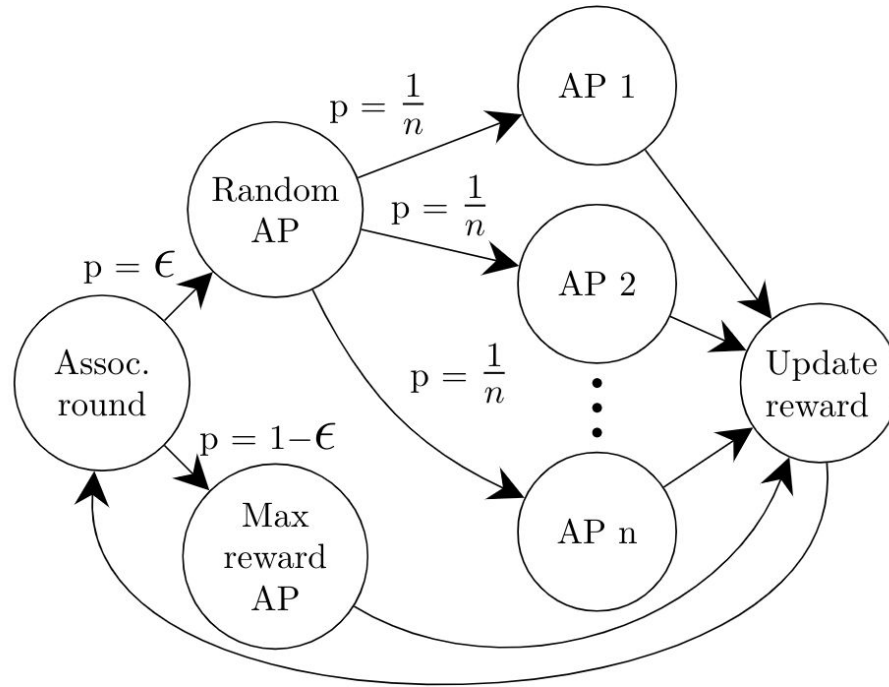 AP 1
p = 1/n
Random
AP
p = 1/n
p = ϵ
AP 2
Assoc.
round
p = 1/n
Update
reward
p = 1−ϵ
Max
reward
AP
AP n